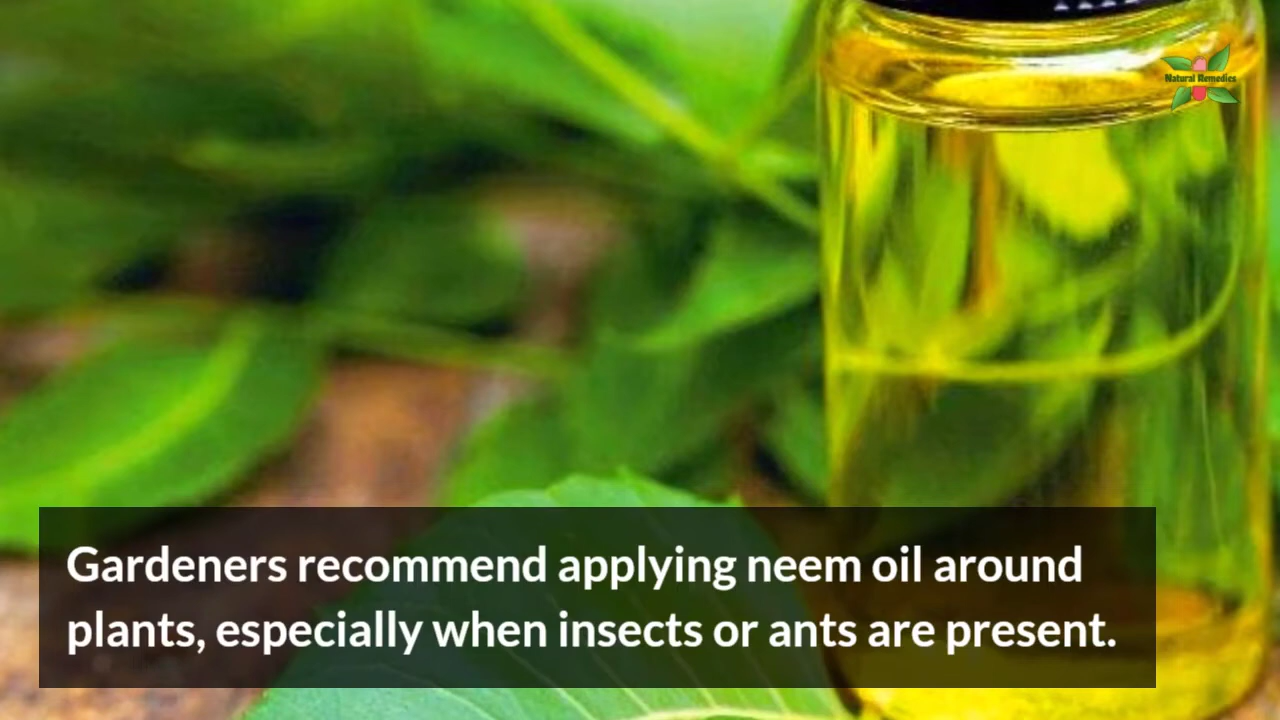 Natural Remedies
Gardeners recommend applying neem oil around
plants, especially when insects or ants are present.